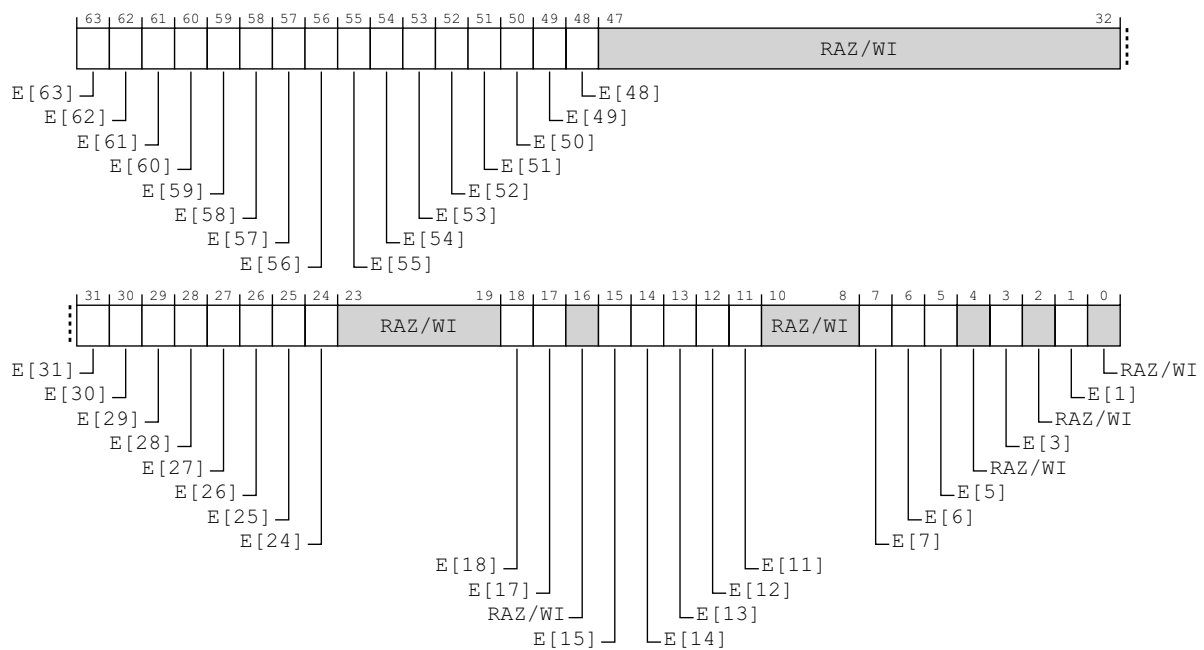 63 62 61 60 59 58 57 56 55 54 53 52 51 50 49 48 47 32
RAZ/WI
E[63] E[48]
E[62] E[49]
E[61] E[50]
E[60] E[51]
E[59] E[52]
E[58] E[53]
E[57] E[54]
E[56] E[55]
31 30 29 28 27 26 25 24 23 19 18 17 16 15 14 13 12 11 10 8 7 6 5 4 3 2 1 0
RAZ/WI RAZ/WI
E[31] RAZ/WI
E[30] E[1]
E[29] RAZ/WI
E[28] E[3]
E[27] RAZ/WI
E[26] E[5]
E[25] E[6]
E[24] E[7]
E[18] E[11]
E[17] E[12]
RAZ/WI E[13]
E[15] E[14]